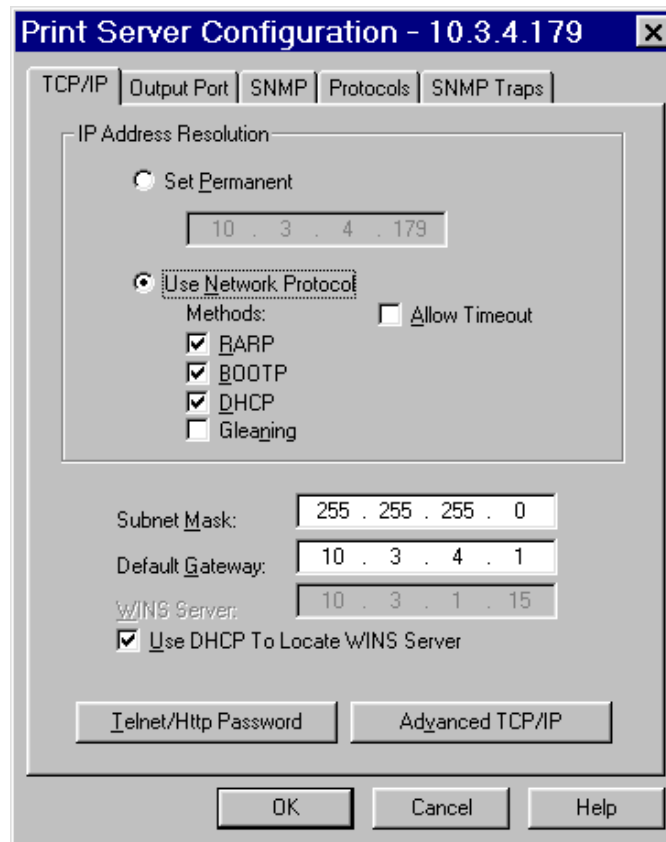 Print Server Configuration - 10.3.4.179
TCP/IP Output Port SNMP Protocols SNMP Traps
IP Address Resolution
Set Permanent
10 . 3 . 4 . 179
Use Network Protocol
Methods: Allow Timeout
RARP
BOOTP
DHCP
Gleaning
Subnet Mask: 255 . 255 . 255 . 0
Default Gateway: 10 . 3 . 4 . 1
WINS Server: 10 . 3 . 1 . 15
Use DHCP To Locate WINS Server
Telnet/Http Password Advanced TCP/IP
OK Cancel Help